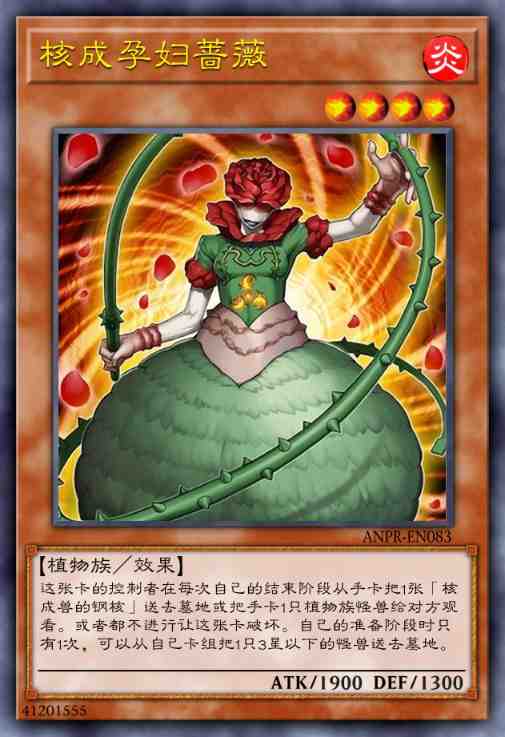 核成孕妇蔷薇
炎
ANPR-EN083
【植物族／效果】
这张卡的控制者在每次自己的结束阶段从手卡把1张「核
成兽的钢核」送去墓地或把手卡1只植物族怪兽给对方观
看。或者都不进行让这张卡破坏。自己的准备阶段时只
有1次，可以从自己卡组把1只3星以下的怪兽送去墓地。
ATK/1900 DEF/1300
41201555